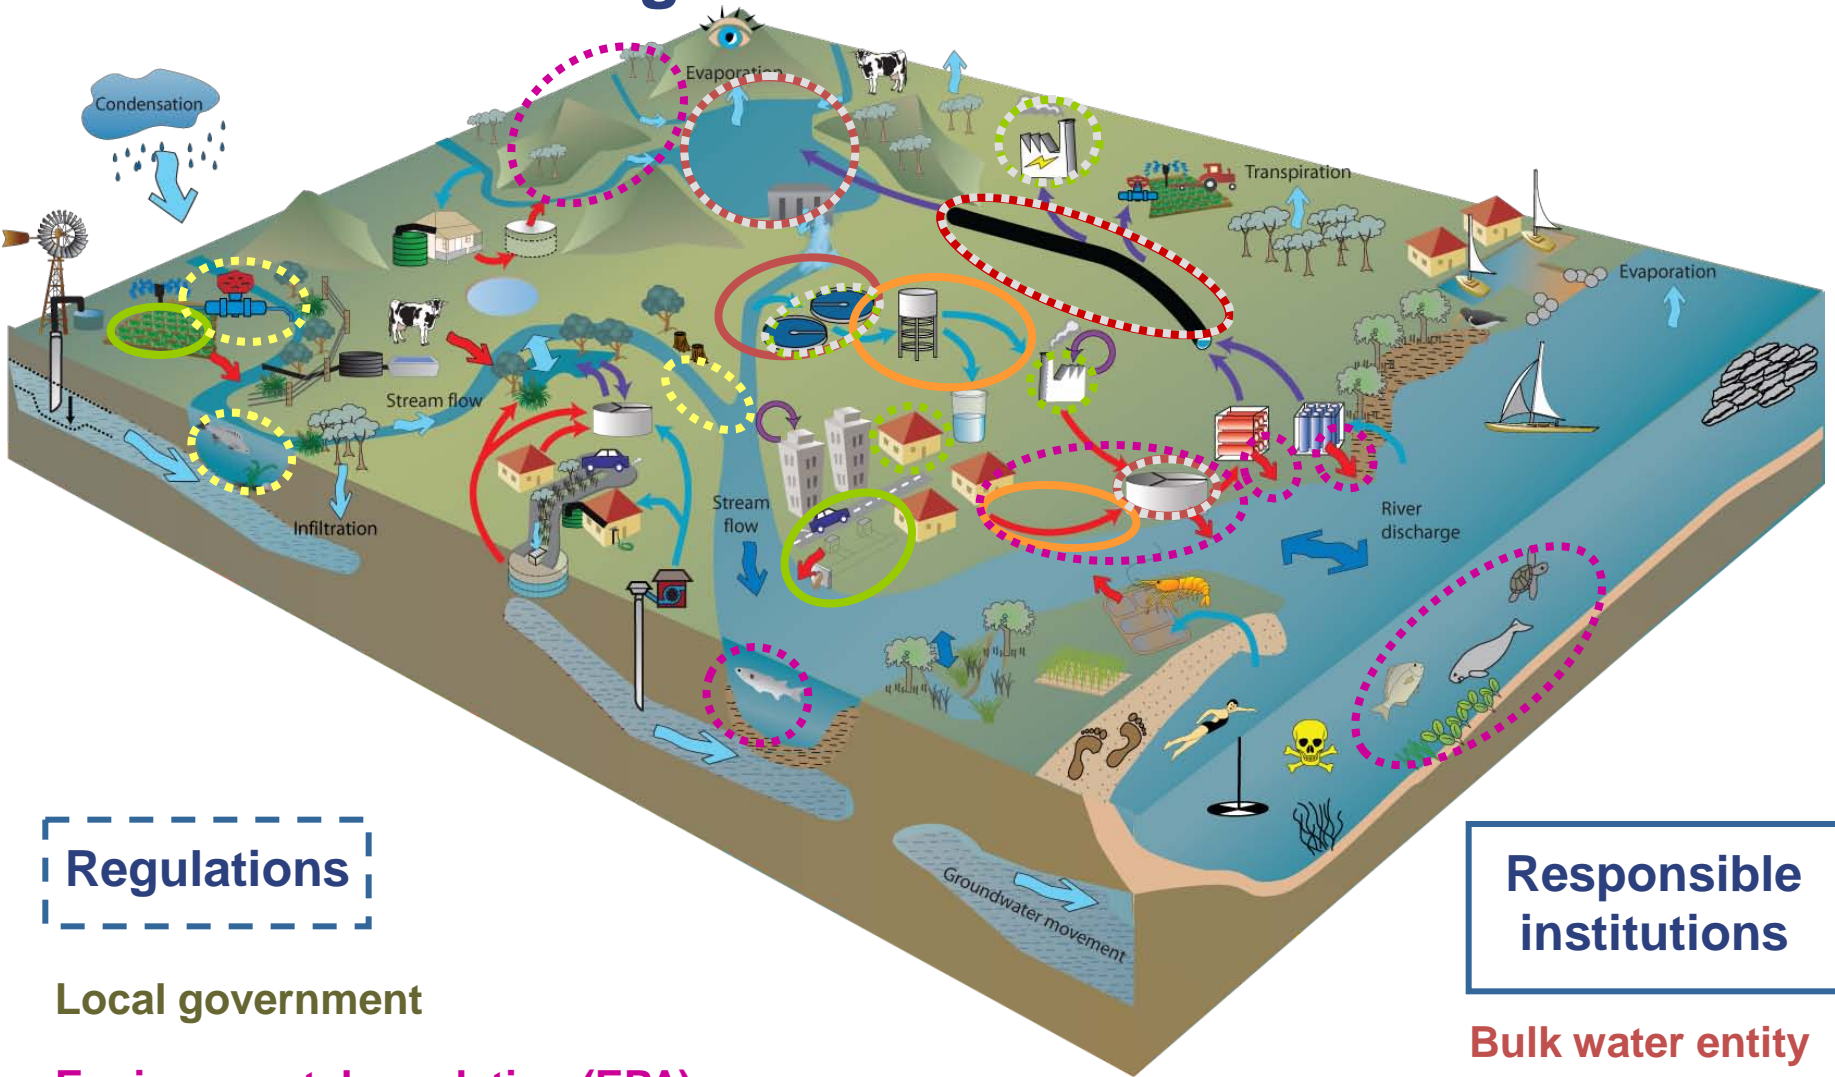 Evaporation
Condensation
Transpiration
Evaporation
Stream flow
Stream
flow
River
discharge
Infiltration
Groundwater movement
Regulations
Responsible
institutions
Local government
Bulk water entity
(EPA)